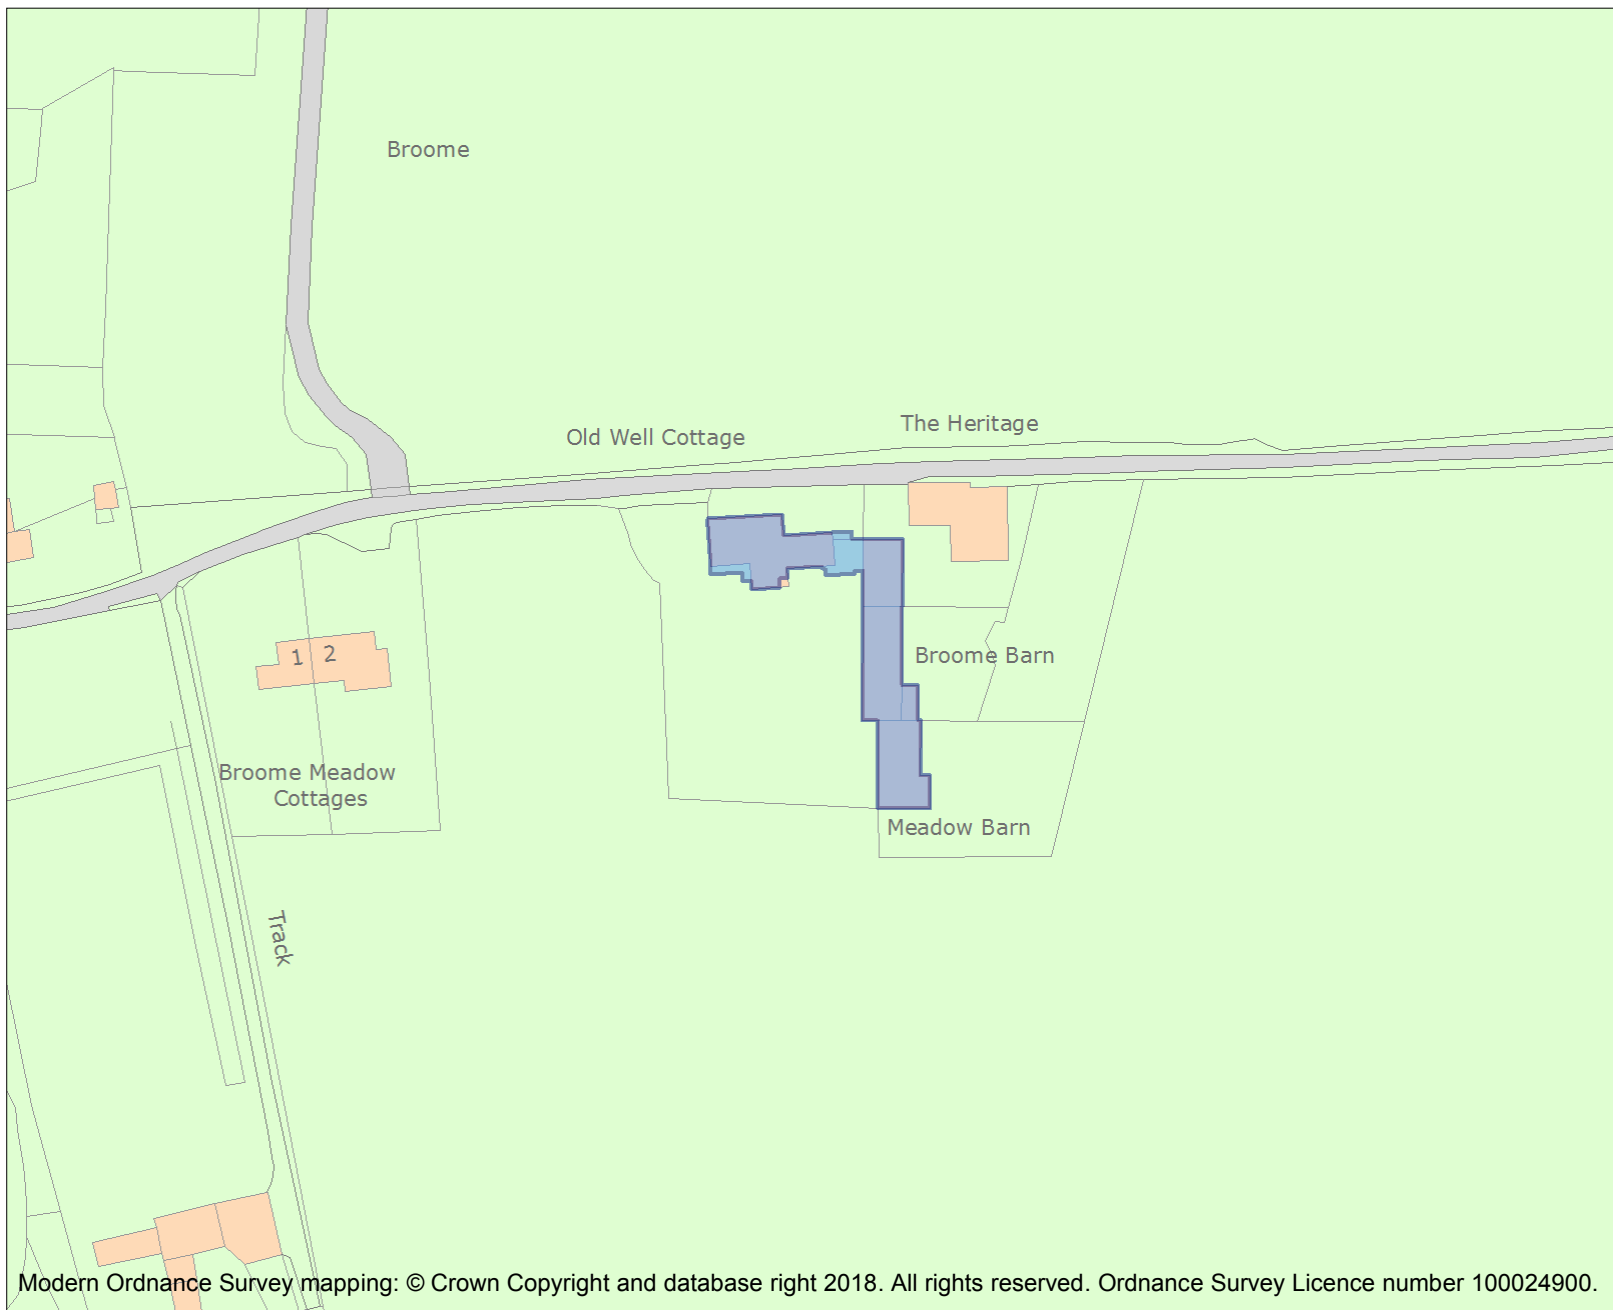 Broome
The Heritage
Old Well Cottage
1 2
Broome Barn
Broome Meadow
Cottages
Meadow Barn
Track
Modern Ordnance Survey mapping: © Crown Copyright and database right 2018. All rights reserved. Ordnance Survey Licence number 100024900.